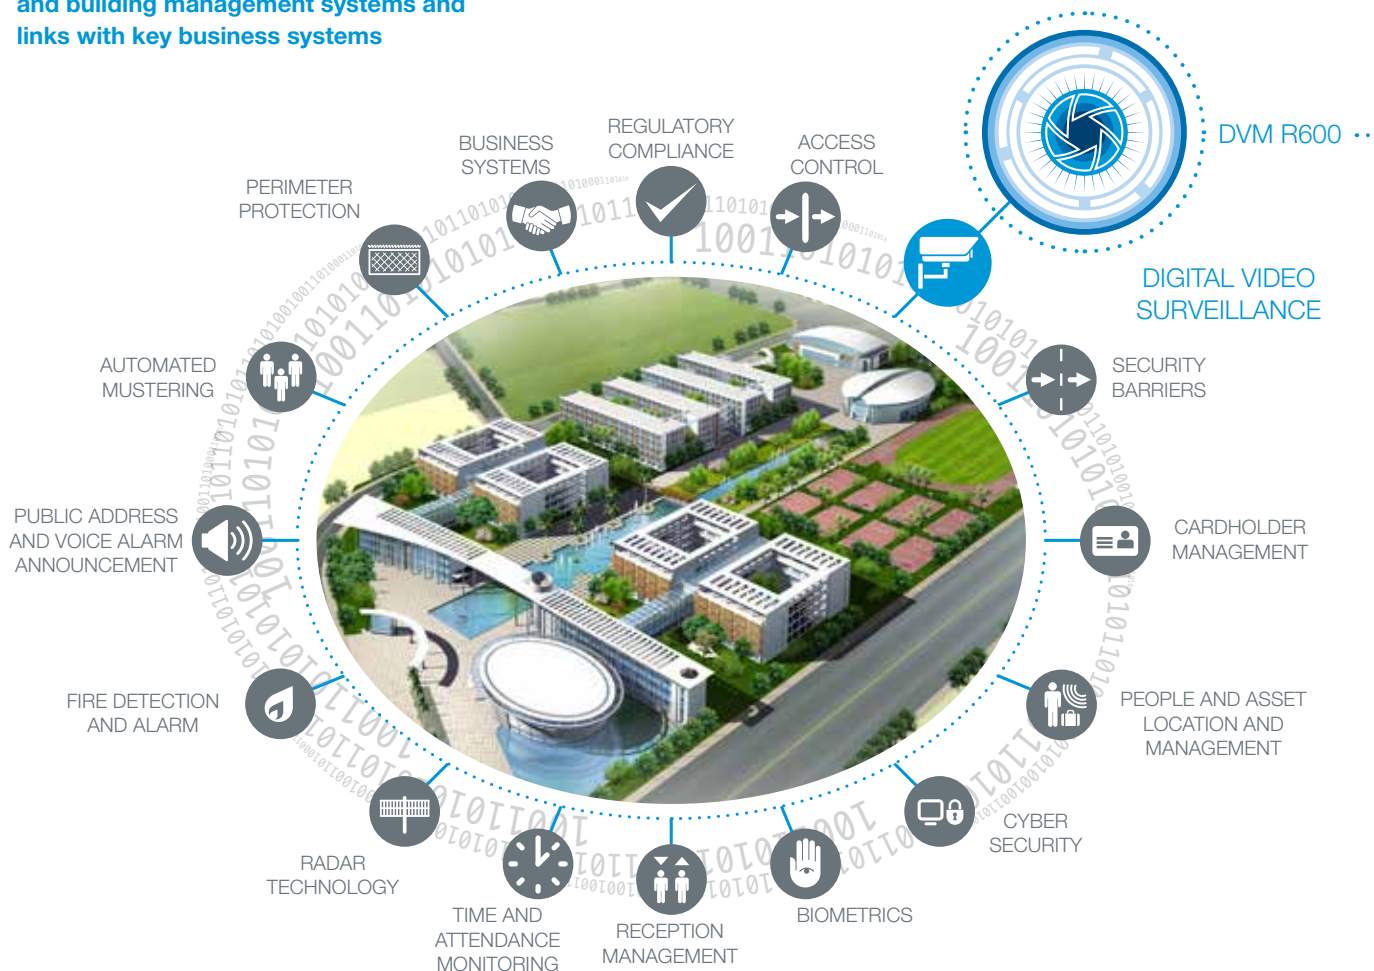 and building management systems and
links with key business systems
DVM R600
DIGITAL VIDEO
SURVEILLANCE
REGULATORY
COMPLIANCE
ACCESS
CONTROL
BUSINESS
SYSTEMS
PERIMETER
PROTECTION
SECURITY
BARRIERS
AUTOMATED
MUSTERING
CARDHOLDER
MANAGEMENT
PUBLIC ADDRESS
AND VOICE ALARM
ANNOUNCEMENT
PEOPLE AND ASSET
LOCATION AND
MANAGEMENT
FIRE DETECTION
AND ALARM
CYBER
SECURITY
RADAR
TECHNOLOGY
TIME AND
ATTENDANCE
MONITORING
RECEPTION
MANAGEMENT
BIOMETRICS